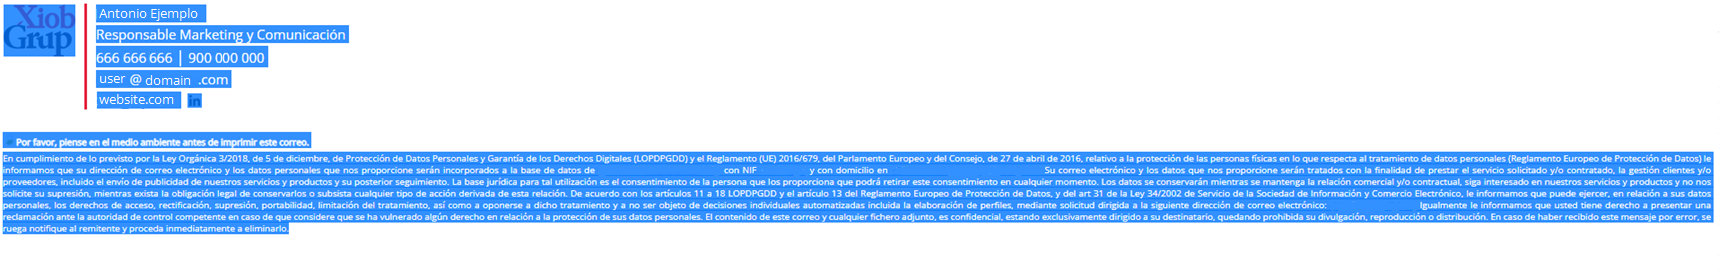 Xiob
Grup
Antonio Ejemplo
Responsable Marketing y Comunicación
666 666 666 | 900 000 000
user @ domain .com
website.com in
Por favor, piense en el medio ambiente antes de imprimir este correo.
En cumplimiento de lo previsto por la Ley Orgánica 3/2018, de 5 de diciembre, de Protección de Datos Personales y Garantía de los Derechos Digitales (LOPDPGDD) y el Reglamento (UE) 2016/679, del Parlamento Europeo y del Consejo, de 27 de abril de 2016, relativo a la protección de las personas físicas en lo que respecta al tratamiento de datos personales (Reglamento Europeo de Protección de Datos) le
informamos que su dirección de correo electrónico y los datos personales que nos proporcione serán incorporados a la base de datos de con NIF y con domicilio en Su correo electrónico y los datos que nos proporcione serán tratados con la finalidad de prestar el servicio solicitado y/o contratado, la gestión clientes y/o
proveedores, incluido el envío de publicidad de nuestros servicios y productos y su posterior seguimiento. La base jurídica para tal utilización es el consentimiento de la persona que los proporciona que podrá retirar este consentimiento en cualquier momento. Los datos se conservarán mientras se mantenga la relación comercial y/o contractual, siga interesado en nuestros servicios y productos y no nos
solicite su supresión, mientras exista la obligación legal de conservarlos o subsista cualquier tipo de acción derivada de esta relación. De acuerdo con los artículos 11 a 18 LOPDPGDD y el artículo 13 del Reglamento Europeo de Protección de Datos, y del art 31 de la Ley 34/2002 de Servicio de la Sociedad de Información y Comercio Electrónico, le informamos que puede ejercer, en relación a sus datos
personales, los derechos de acceso, rectificación, supresión, portabilidad, limitación del tratamiento, así como a oponerse a dicho tratamiento y a no ser objeto de decisiones individuales automatizadas incluida la elaboración de perfiles, mediante solicitud dirigida a la siguiente dirección de correo electrónico: Igualmente le informamos que usted tiene derecho a presentar una
reclamación ante la autoridad de control competente en caso de que considere que se ha vulnerado algún derecho en relación a la protección de sus datos personales. El contenido de este correo y cualquier fichero adjunto, es confidencial, estando exclusivamente dirigido a su destinatario, quedando prohibida su divulgación, reproducción o distribución. En caso de haber recibido este mensaje por error, se
ruega notifique al remitente y proceda inmediatamente a eliminarlo.